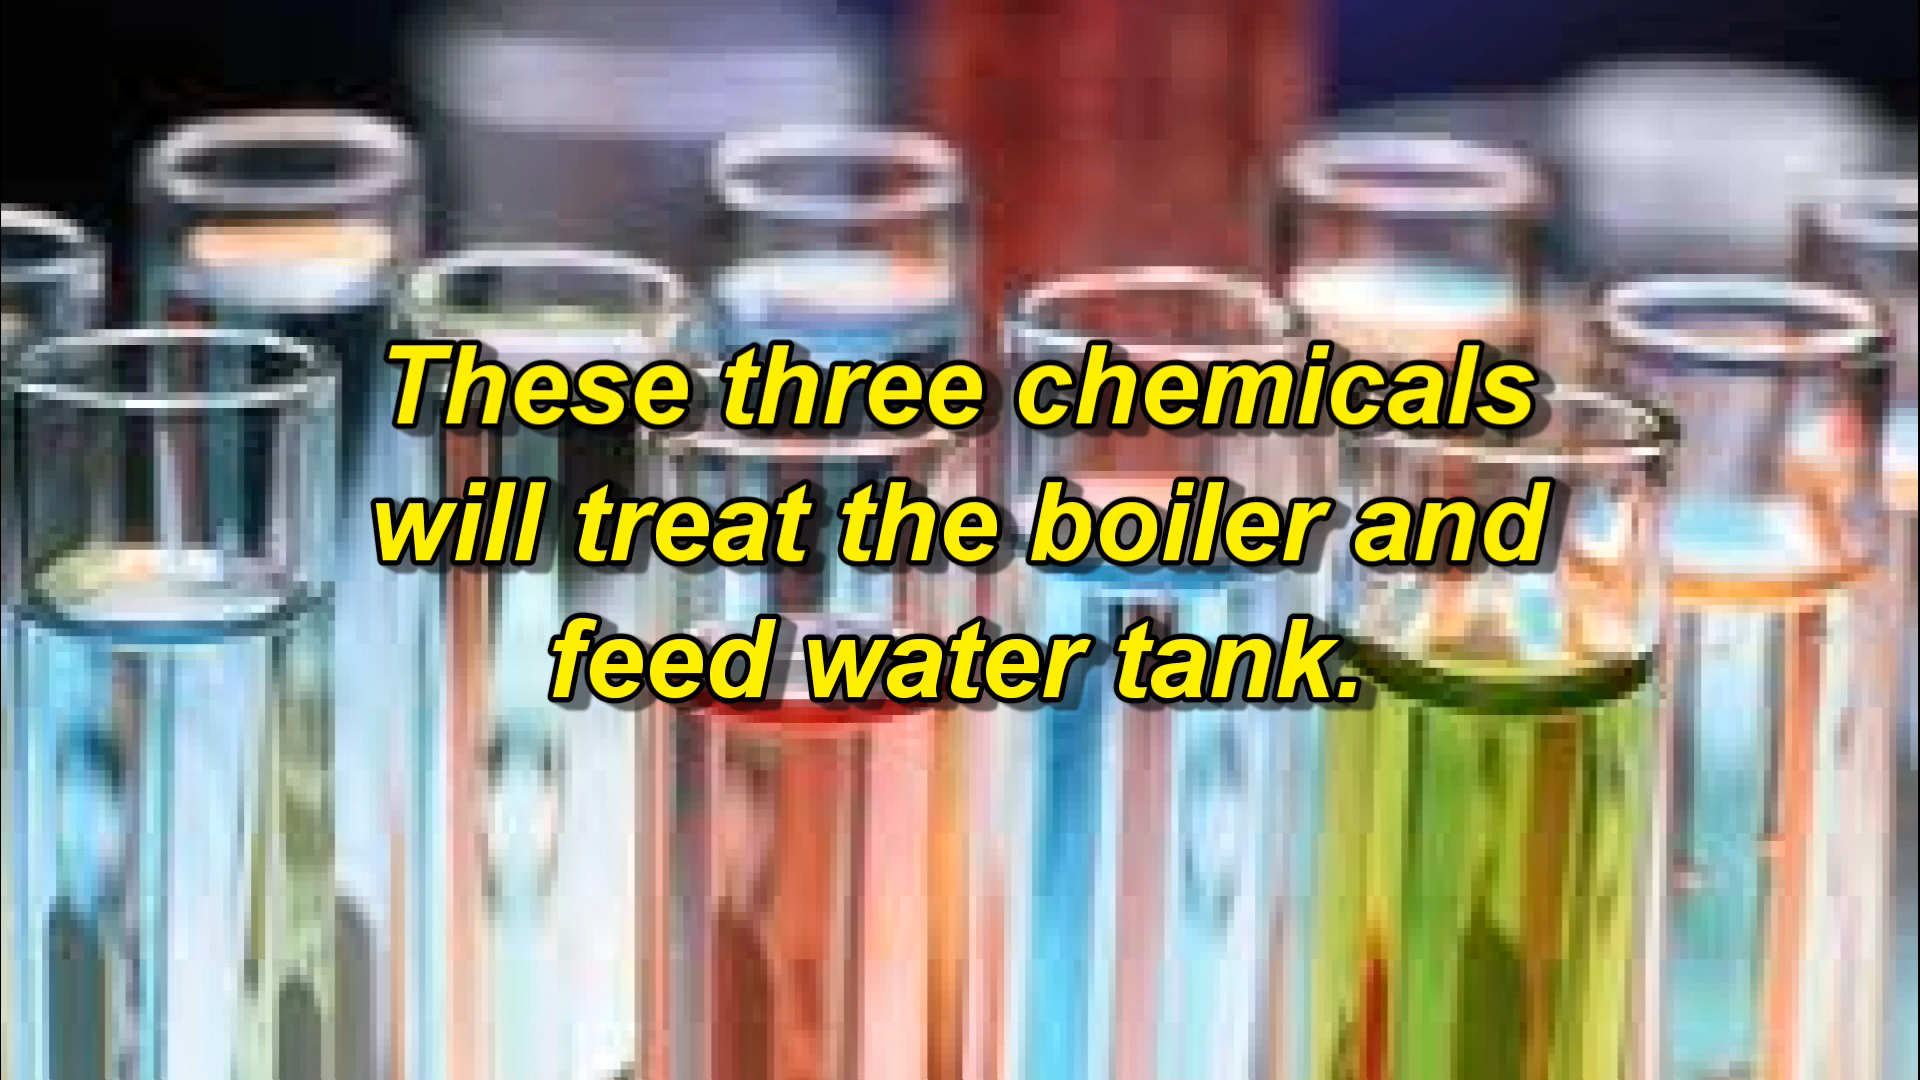 These three chemicals
will treat the boiler and
feed water tank.